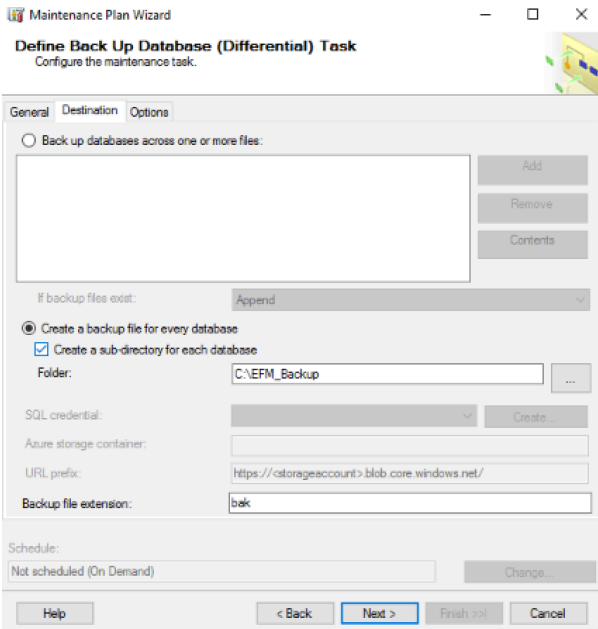 Maintenance Plan Wizard
Define Back Up Database (Differential) Task
Configure the maintenance task.
General Destination Options
Back up databases across one or more files:
Add
Remove
Contents
If backup files exist: Append
Create a backup file for every database
Create a sub-directory for each database
Folder: C:\EFM_Backup ...
SQL credential: Create...
Azure storage container:
URL prefix: https://<storageaccount>.blob.core.windows.net/
Backup file extension: bak
Schedule:
Not scheduled (On Demand) Change...
Help < Back Next > Finish >>| Cancel